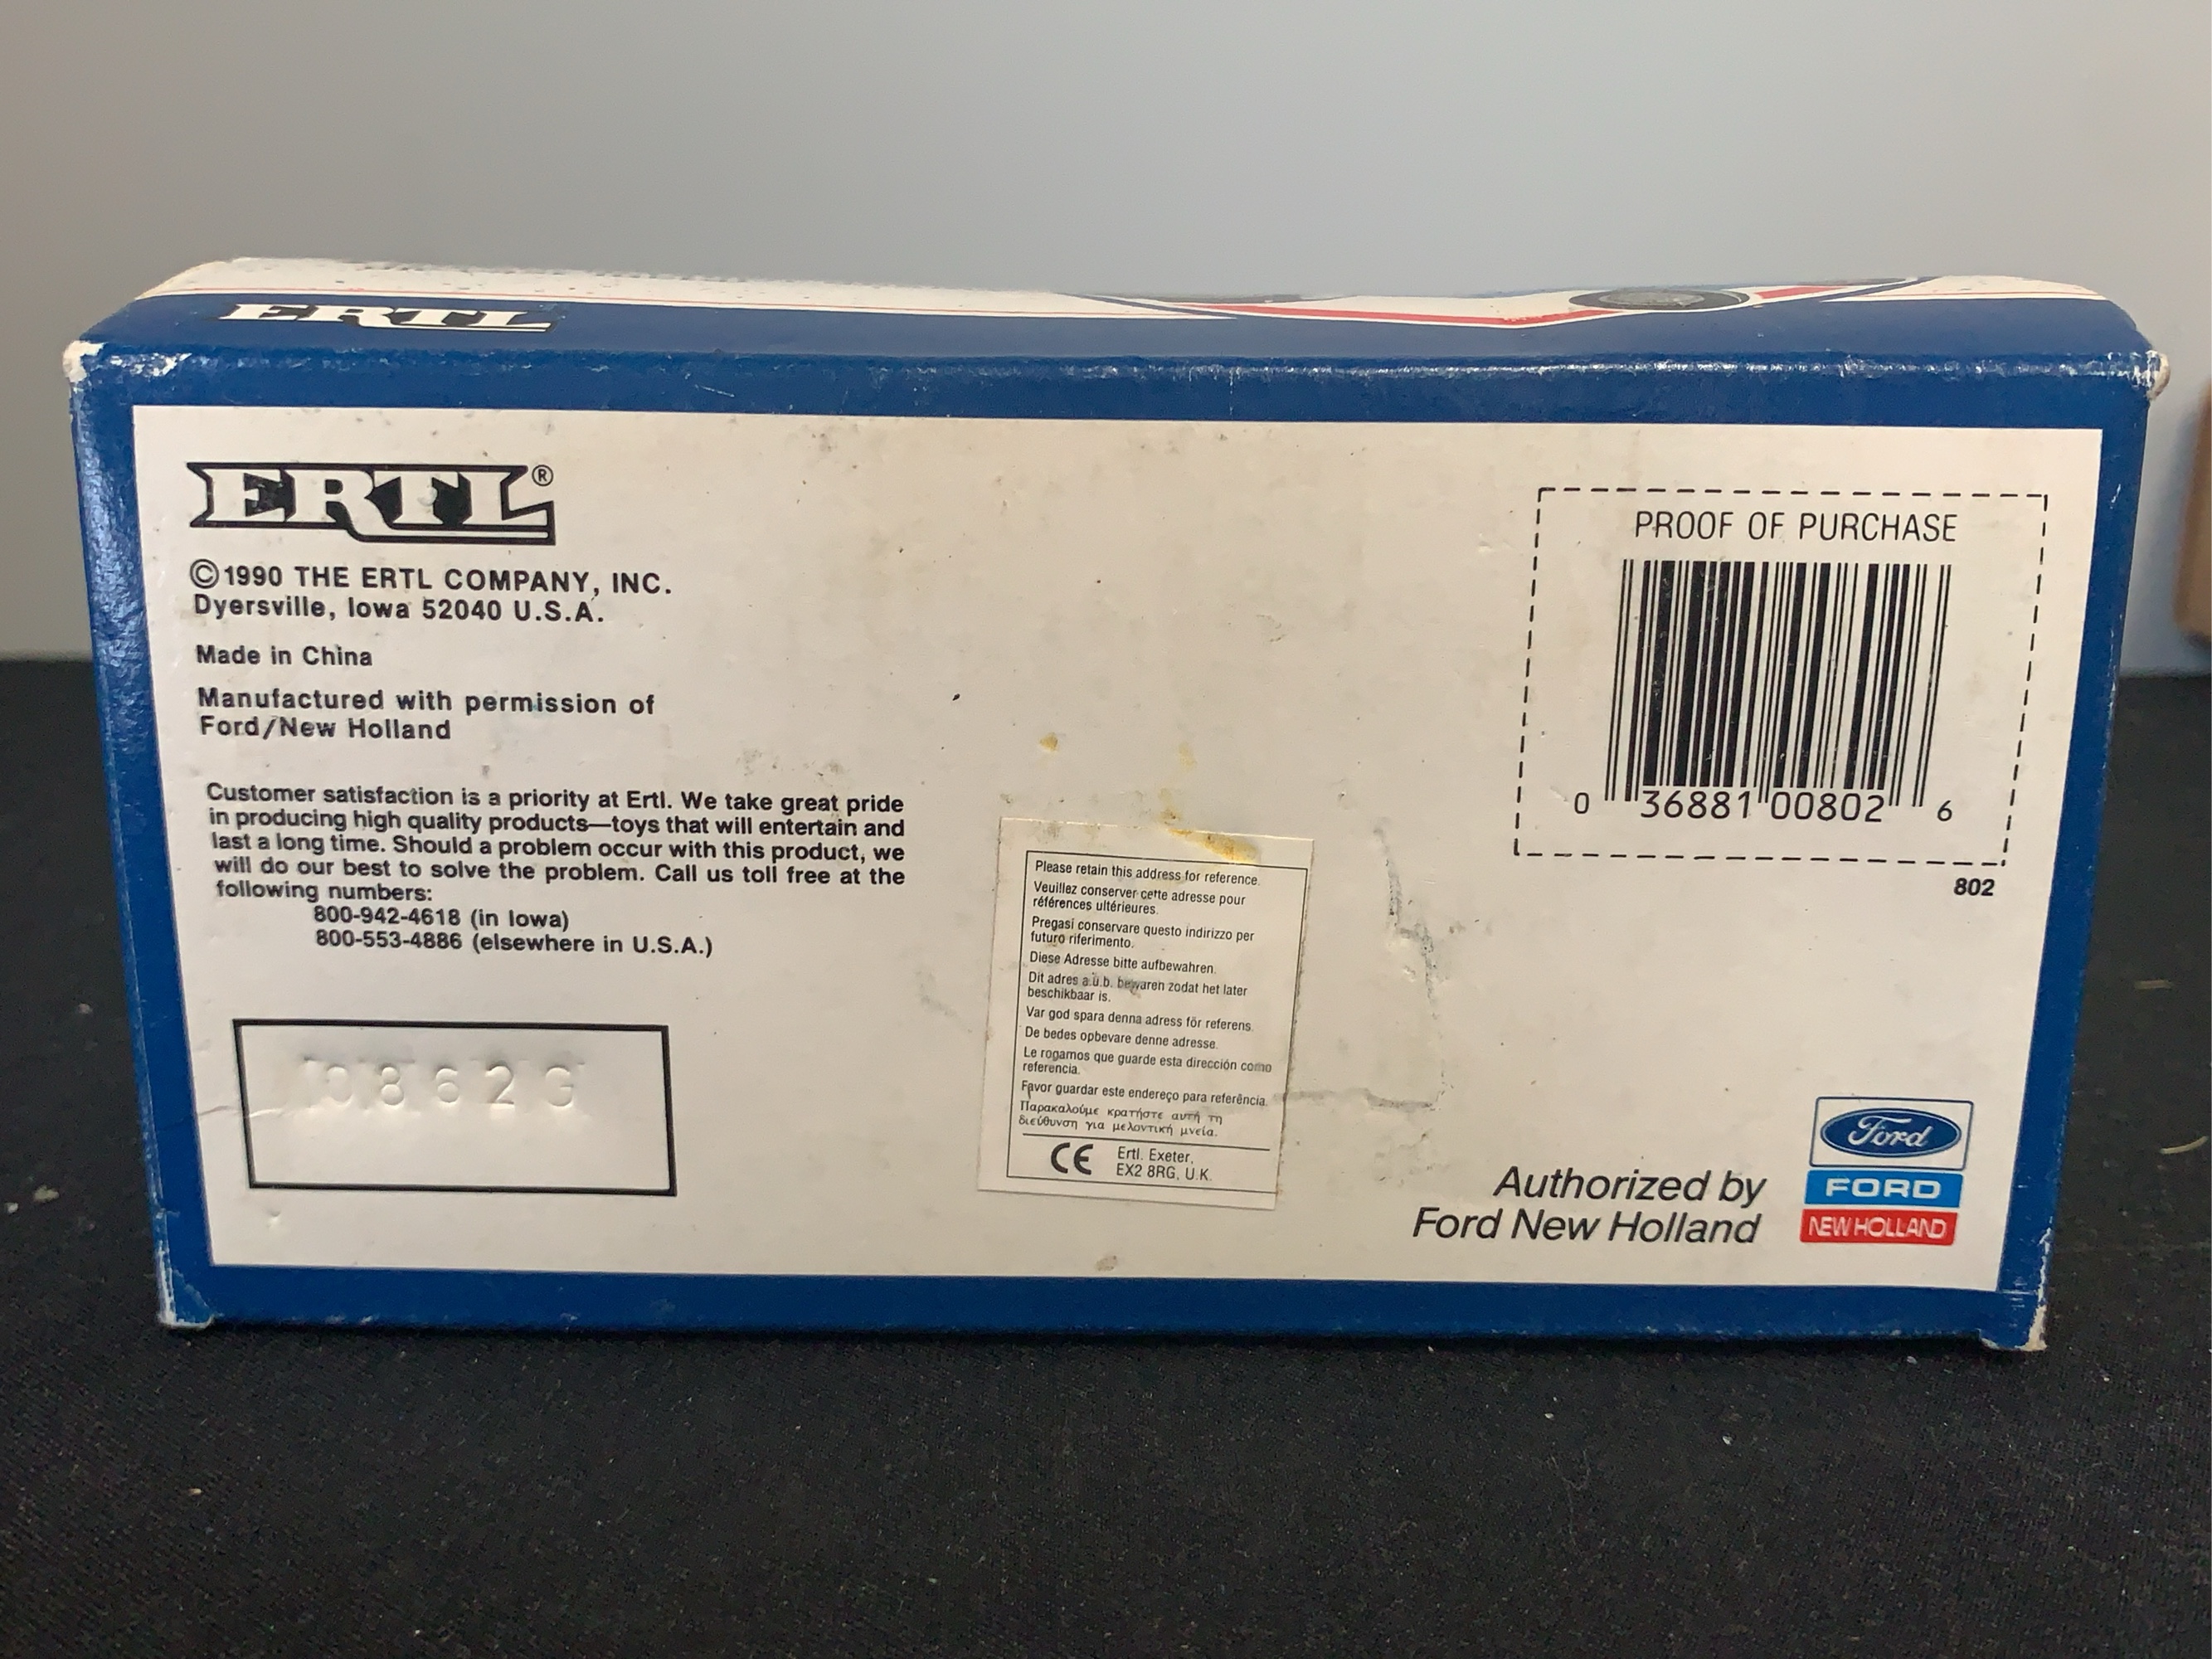 ERTL
ERTL®
©1990 THE ERTL COMPANY, INC.
Dyersville, Iowa 52040 U.S.A.
Made in China
Manufactured with permission of
Ford/New Holland
Customer satisfaction is a priority at Ertl. We take great pride
in producing high quality products—toys that will entertain and
last a long time. Should a problem occur with this product, we
will do our best to solve the problem. Call us toll free at the
following numbers:
800-942-4618 (in Iowa)
800-553-4886 (elsewhere in U.S.A.)
0862G
Please retain this address for reference.
Veuillez conserver cette adresse pour
références ultérieures.
Pregasi conservare questo indirizzo per
futuro riferimento.
Diese Adresse bitte aufbewahren.
Dit adres a.u.b. bewaren zodat het later
beschikbaar is.
Var god spara denna adress för referens.
De bedes opbevare denne adresse.
Le rogamos que guarde esta dirección como
referencia.
Favor guardar este endereço para referência.
Παρακαλούμε κρατήστε αυτή τη
διεύθυνση για μελοντική μνεία.
CE
Ertl. Exeter,
EX2 8RG, U.K.
PROOF OF PURCHASE
0 36881 00802 6
802
Authorized by
Ford New Holland
Ford
FORD
NEW HOLLAND